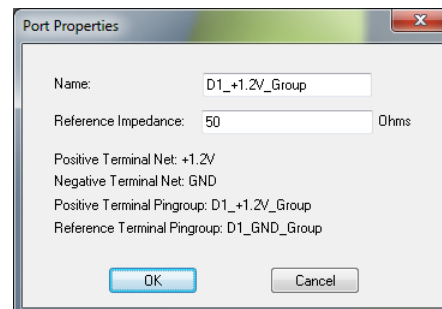 Port Properties
Name: D1_+1.2V_Group
Reference Impedance: 50 Ohms
Positive Terminal Net: +1.2V
Negative Terminal Net: GND
Positive Terminal Pingroup: D1_+1.2V_Group
Reference Terminal Pingroup: D1_GND_Group
OK Cancel